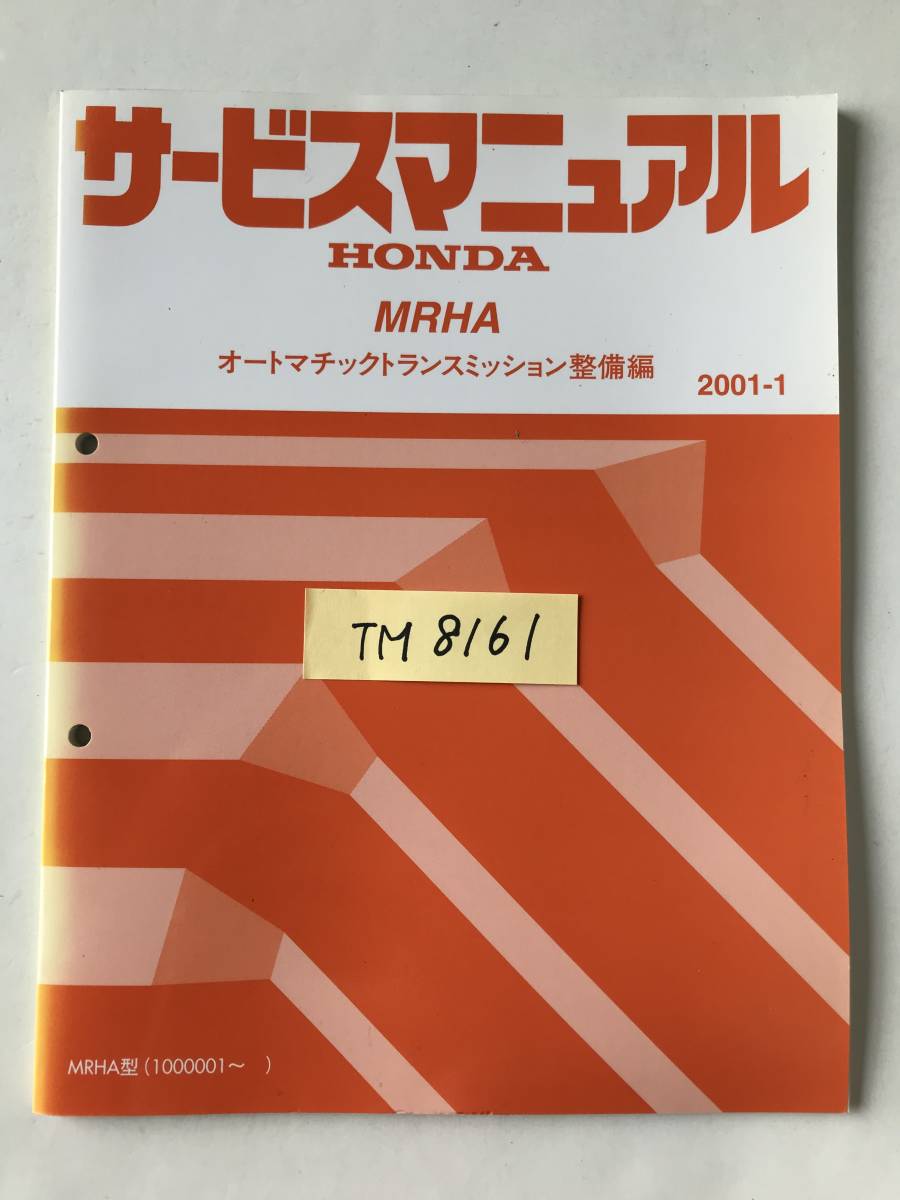 サービスマニュアル
HONDA
MRHA
オートマチックトランスミッション整備編
2001-1
TM 8161
MRHA型(1000001～　)